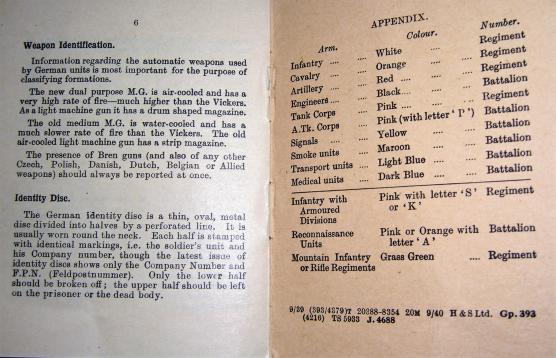 6
Weapon Identification.
Information regarding the automatic weapons used
by German units is most important for the purpose of
classifying formations.
The new dual purpose M.G. is air-cooled and has a
very high rate of fire—much higher than the Vickers.
As a light machine gun it has a drum shaped magazine.
The old medium M.G. is water-cooled and has a
much slower rate of fire than the Vickers. The old
air-cooled light machine gun has a strip magazine.
The presence of Bren guns (and also of any other
Czech, Polish, Danish, Dutch, Belgian or Allied
weapons) should always be reported at once.
Identity Disc.
The German identity disc is a thin, oval, metal
disc divided into halves by a perforated line. It is
usually worn round the neck. Each half is stamped
with identical markings, i.e. the soldier's unit and
his Company number, though the latest issue of
identity discs shows only the Company Number and
F.P.N. (Feldpostnummer). Only the lower half
should be broken off; the upper half should be left
on the prisoner or the dead body.
APPENDIX.
Arm. Colour. Number.
Infantry .... .... White Regiment
Cavalry .... .... Orange Regiment
Artillery .... .... Red .... Regiment
Engineers .... .... Black .... Battalion
Tank Corps .... Pink .... Regiment
A.Tk. Corps .... Pink (with letter ' P ') Battalion
Signals .... .... Yellow Battalion
Smoke units .... Maroon Battalion
Transport units .... Light Blue .... Battalion
Medical units .... Dark Blue .... Battalion
Infantry with Pink with letter 'S' Regiment
Armoured or 'K'
Divisions
Reconnaissance Pink or Orange with Battalion
Units letter 'A'
Mountain Infantry Grass Green .... Regiment
or Rifle Regiments
9/39 (393/4379)T 20288-8354 20M 9/40 H & S Ltd. Gp. 393
(4216) TS 5933 J. 4688